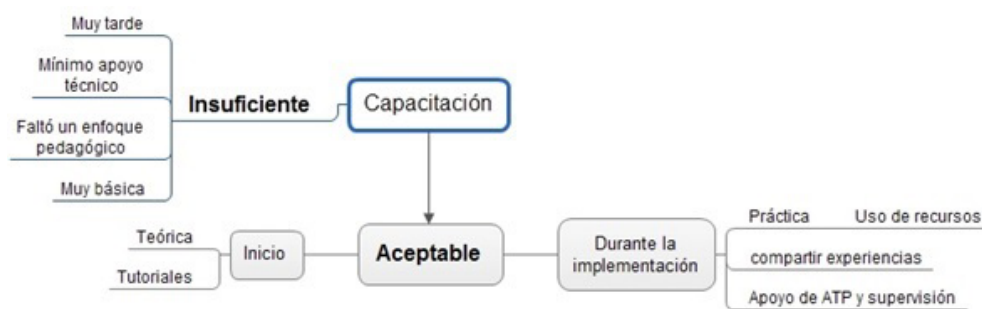 Muy tarde
Mínimo apoyo
técnico
Faltó un enfoque
pedagógico
Muy básica
Insuficiente
Capacitación
Teórica
Tutoriales
Inicio
Aceptable
Durante la
implementación
Práctica Uso de recursos
compartir experiencias
Apoyo de ATP y supervisión